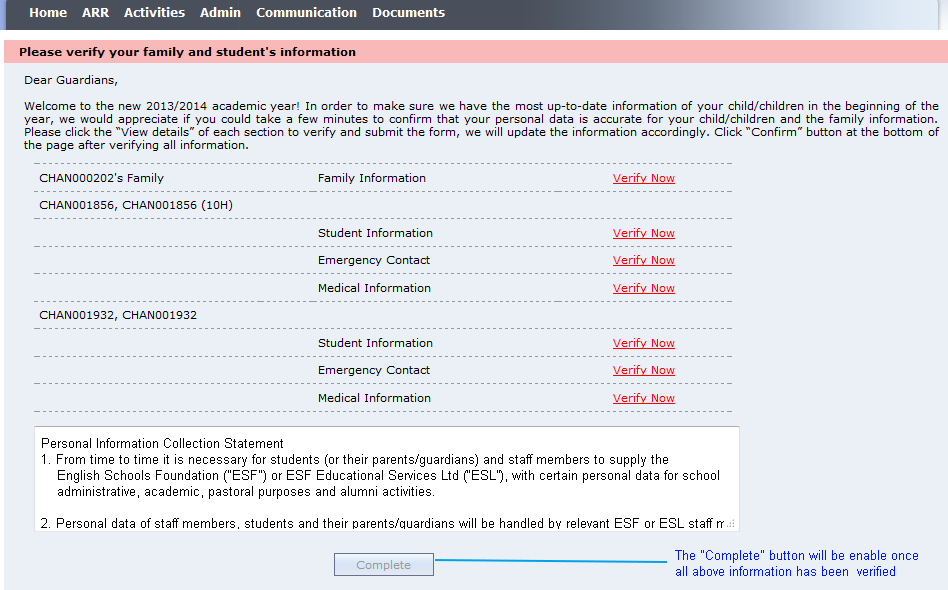 Home ARR Activities Admin Communication Documents
Please verify your family and student's information
Dear Guardians,
Welcome to the new 2013/2014 academic year! In order to make sure we have the most up-to-date information of your child/children in the beginning of the
year, we would appreciate if you could take a few minutes to confirm that your personal data is accurate for your child/children and the family information.
Please click the “View details” of each section to verify and submit the form, we will update the information accordingly. Click “Confirm” button at the bottom of
the page after verifying all information.
CHAN000202's Family Family Information Verify Now
CHAN001856, CHAN001856 (10H)
Student Information Verify Now
Emergency Contact Verify Now
Medical Information Verify Now
CHAN001932, CHAN001932
Student Information Verify Now
Emergency Contact Verify Now
Medical Information Verify Now
Personal Information Collection Statement
1. From time to time it is necessary for students (or their parents/guardians) and staff members to supply the
English Schools Foundation ("ESF") or ESF Educational Services Ltd ("ESL"), with certain personal data for school
administrative, academic, pastoral purposes and alumni activities.
2. Personal data of staff members, students and their parents/guardians will be handled by relevant ESF or ESL staff m
Complete
The "Complete" button will be enable once
all above information has been verified